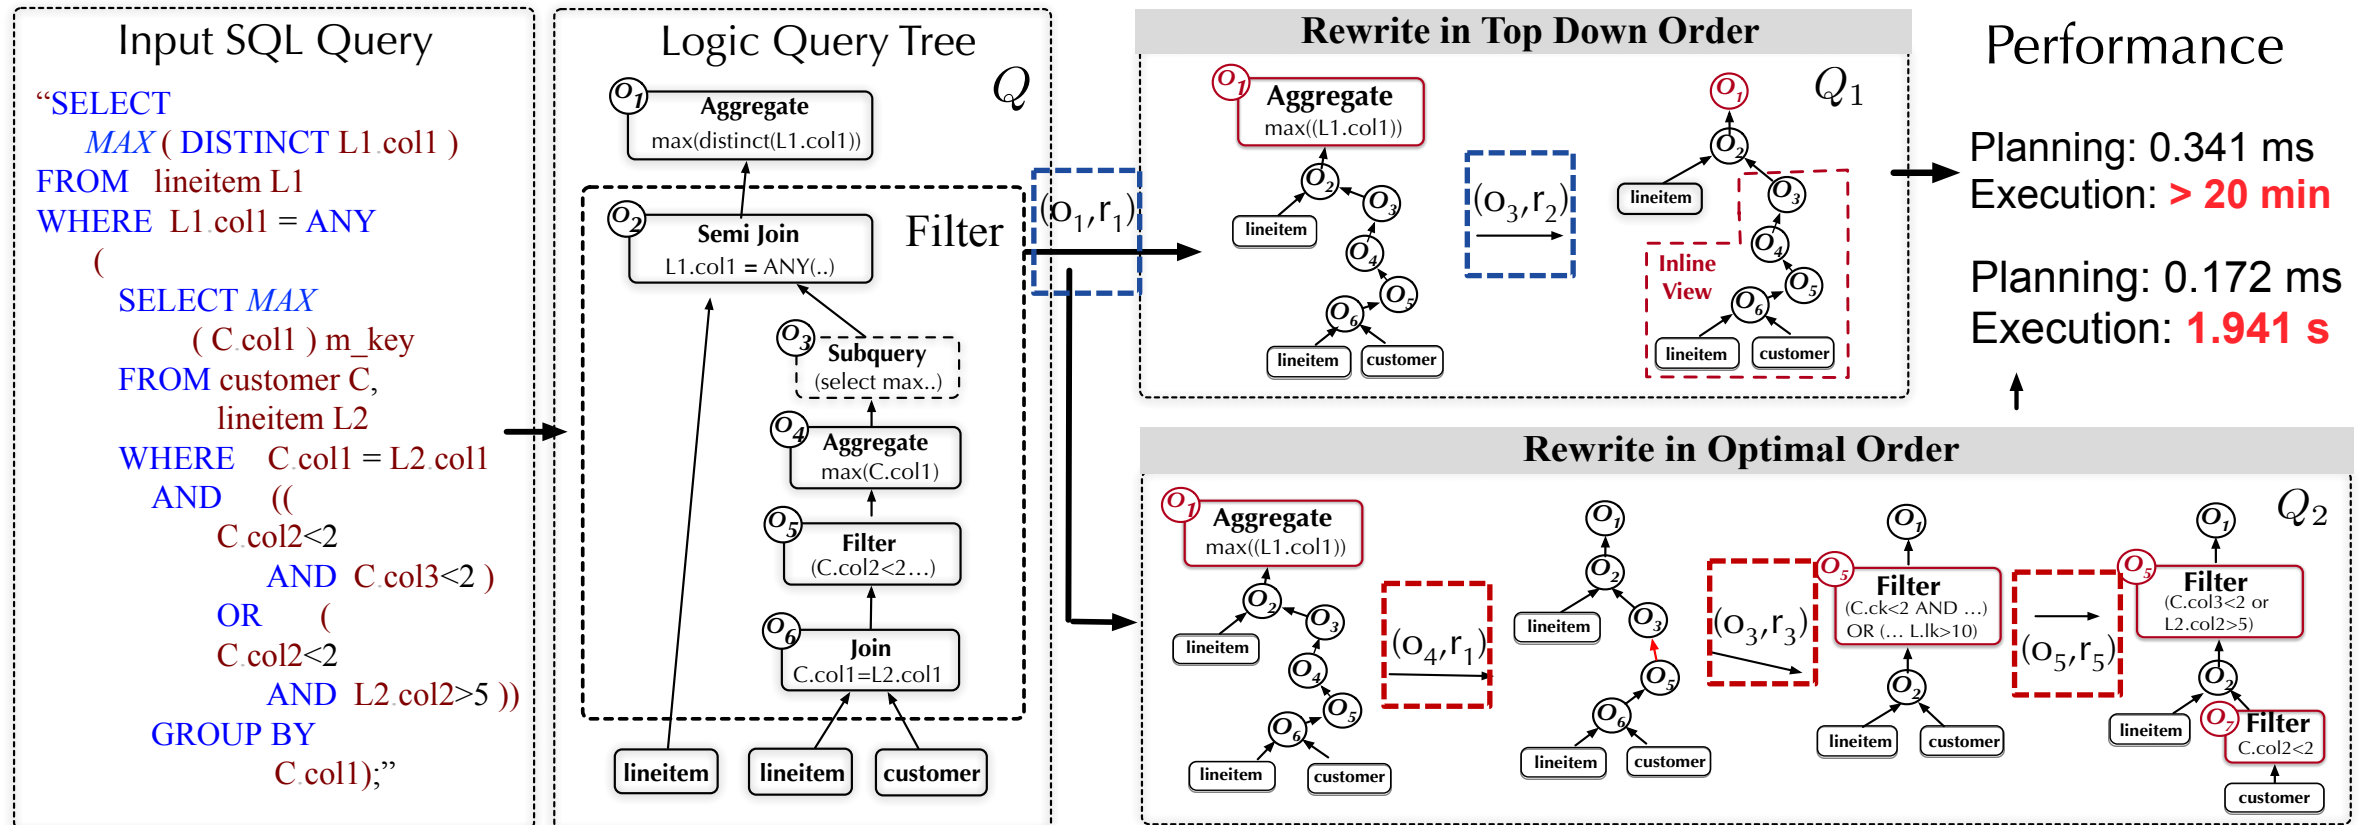 Input SQL Query
“SELECT
MAX ( DISTINCT L1.col1 )
FROM lineitem L1
WHERE L1.col1 = ANY
(
SELECT MAX
( C.col1 ) m_key
FROM customer C,
lineitem L2
WHERE C.col1 = L2.col1
AND ((
C.col2<2
AND C.col3<2 )
OR (
C.col2<2
AND L2.col2>5 ))
GROUP BY
C.col1);”
Logic Query Tree
Q
O1
Aggregate
max(distinct(L1.col1))
O2
Semi Join
L1.col1 = ANY(..)
Filter
O3
Subquery
(select max..)
O4
Aggregate
max(C.col1)
O5
Filter
(C.col2<2...)
O6
Join
C.col1=L2.col1
lineitem
lineitem
customer
(o1,r1)
Rewrite in Top Down Order
O1
Aggregate
max((L1.col1))
O2
O3
lineitem
O4
O5
O6
lineitem
customer
(o3,r2)
Q1
O1
O2
lineitem
O3
O4
Inline
View
O5
O6
lineitem
customer
Performance
Planning: 0.341 ms
Execution: > 20 min
Planning: 0.172 ms
Execution: 1.941 s
Rewrite in Optimal Order
O1
Aggregate
max((L1.col1))
O2
O3
lineitem
O4
O5
O6
lineitem
customer
(o4,r1)
O1
O2
lineitem
O3
O5
O6
lineitem
customer
(o3,r3)
O1
O5
Filter
(C.ck<2 AND ...)
OR (... L.lk>10)
O2
lineitem
customer
(o5,r5)
Q2
O1
O5
Filter
(C.col3<2 or
L2.col2>5)
O2
lineitem
O7
Filter
C.col2<2
customer